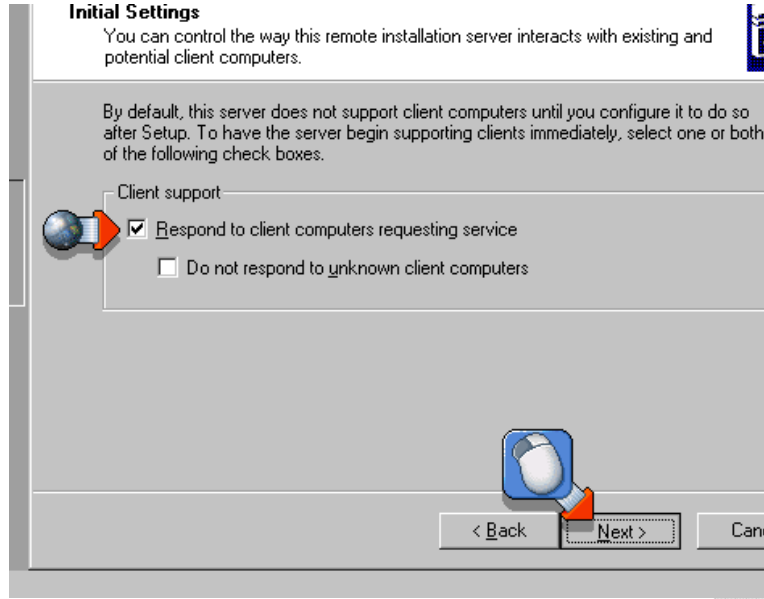 Initial Settings
You can control the way this remote installation server interacts with existing and
potential client computers.
By default, this server does not support client computers until you configure it to do so
after Setup. To have the server begin supporting clients immediately, select one or both
of the following check boxes.
Client support
Respond to client computers requesting service
Do not respond to unknown client computers
< Back
Next >